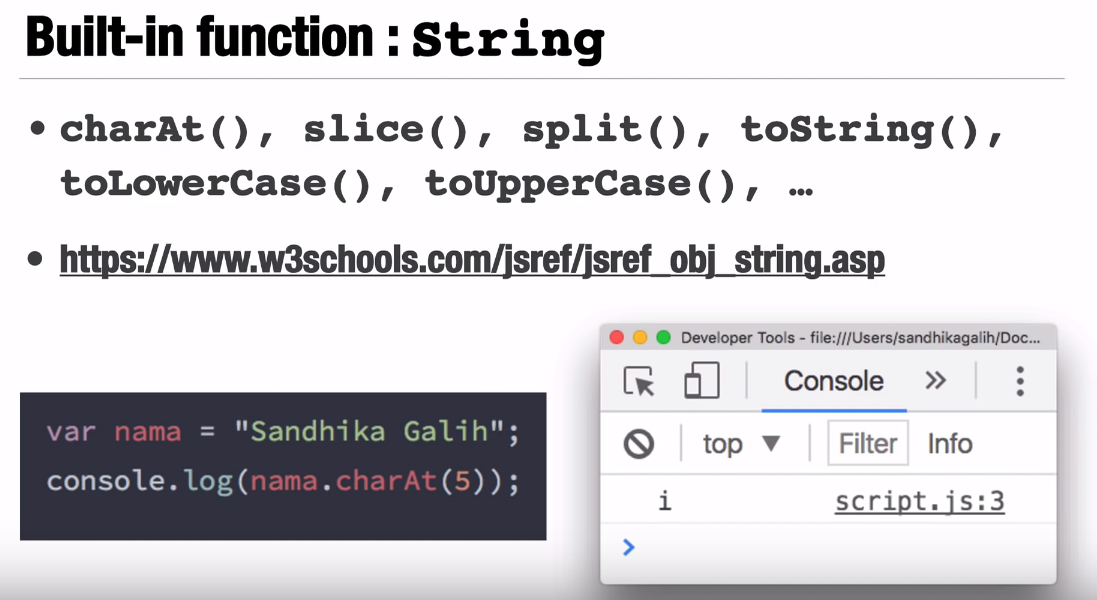 Built-in function : String
• charAt(), slice(), split(), toString(),
toLowerCase(), toUpperCase(), …
• https://www.w3schools.com/jsref/jsref_obj_string.asp
var nama = "Sandhika Galih";
console.log(nama.charAt(5));
Developer Tools - file:///Users/sandhikagalih/Doc...
Console
top ▼ Filter Info
i script.js:3